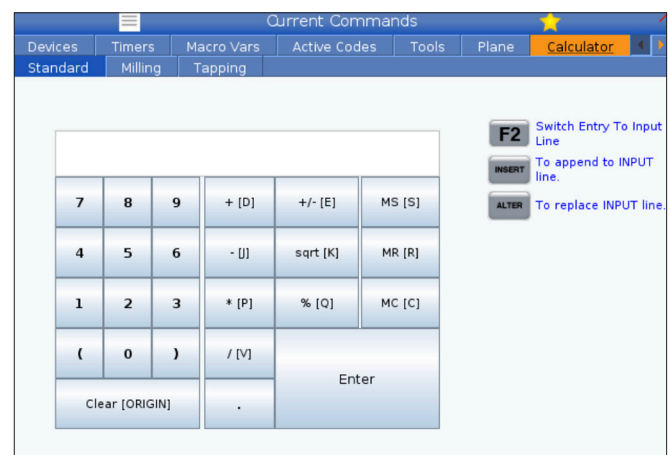 Current Commands
Devices Timers Macro Vars Active Codes Tools Plane Calculator
Standard Milling Tapping
F2 Switch Entry To Input
Line
INSERT To append to INPUT
line.
ALTER To replace INPUT line.
7 8 9 + [D] +/- [E] MS [S]
4 5 6 - [J] sqrt [K] MR [R]
1 2 3 * [P] % [Q] MC [C]
( 0 ) / [V] Enter
Clear [ORIGIN] .